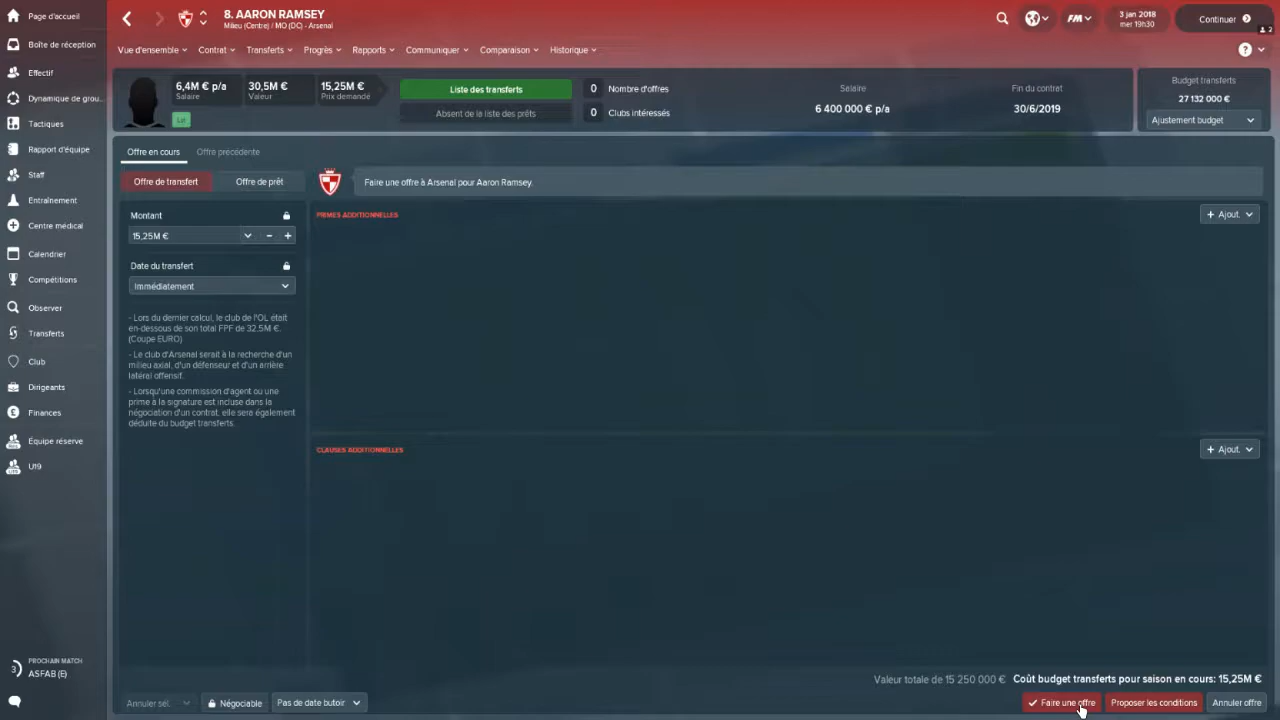 Page d'accueil
Boîte de réception
Effectif
Dynamique de grou...
Tactiques
Rapport d'équipe
Staff
Entraînement
Centre médical
Calendrier
Compétitions
Observer
Transferts
Club
Dirigeants
Finances
Équipe réserve
U19
PROCHAIN MATCH
3 ASFAB (E)
8. AARON RAMSEY
Milieu (Centre) / MO (DC) - Arsenal
FM
3 jan 2018
mer 19h30
Continuer
2
Vue d'ensemble Contrat Transferts Progrès Rapports Communiquer Comparaison Historique
?
6,4M € p/a
Salaire
30,5M €
Valeur
15,25M €
Prix demandé
Lst
Liste des transferts
Absent de la liste des prêts
0 Nombre d'offres
0 Clubs intéressés
Salaire
6 400 000 € p/a
Fin du contrat
30/6/2019
Budget transferts
27 132 000 €
Ajustement budget
Offre en cours Offre précédente
Offre de transfert Offre de prêt
Faire une offre à Arsenal pour Aaron Ramsey.
Montant
15,25M € - +
Date du transfert
Immédiatement
- Lors du dernier calcul, le club de l'OL était
en-dessous de son total FPF de 32,5M €.
(Coupe EURO)
- Le club d'Arsenal serait à la recherche d'un
milieu axial, d'un défenseur et d'un arrière
latéral offensif.
- Lorsqu'une commission d'agent ou une
prime à la signature est incluse dans la
négociation d'un contrat, elle sera également
déduite du budget transferts.
PRIMES ADDITIONNELLES
+ Ajout.
CLAUSES ADDITIONNELLES
+ Ajout.
Valeur totale de 15 250 000 € Coût budget transferts pour saison en cours: 15,25M €
Annuler sél. Négociable Pas de date butoir
Faire une offre Proposer les conditions Annuler offre